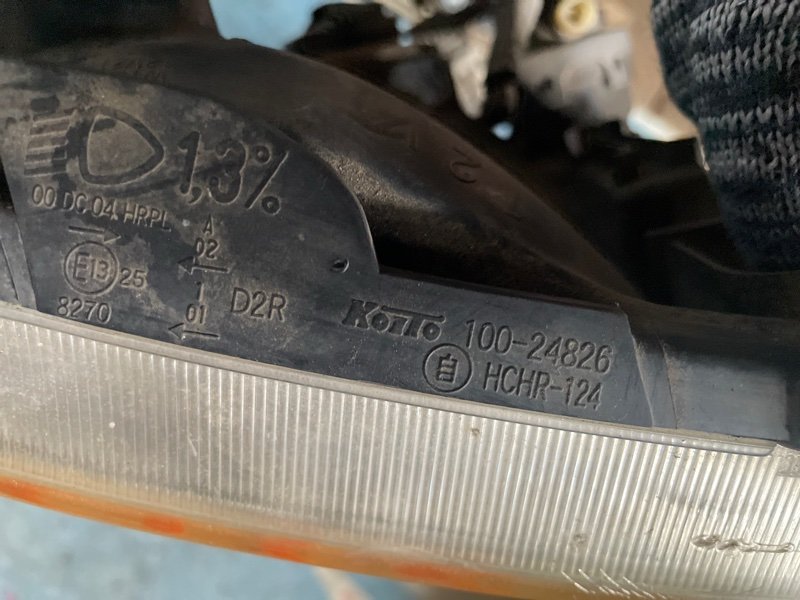 1,3%
00 DC 04 HRPL
A
02
E13 25
1
8270
01
D2R
KOITO 100-24826
自 HCHR-124